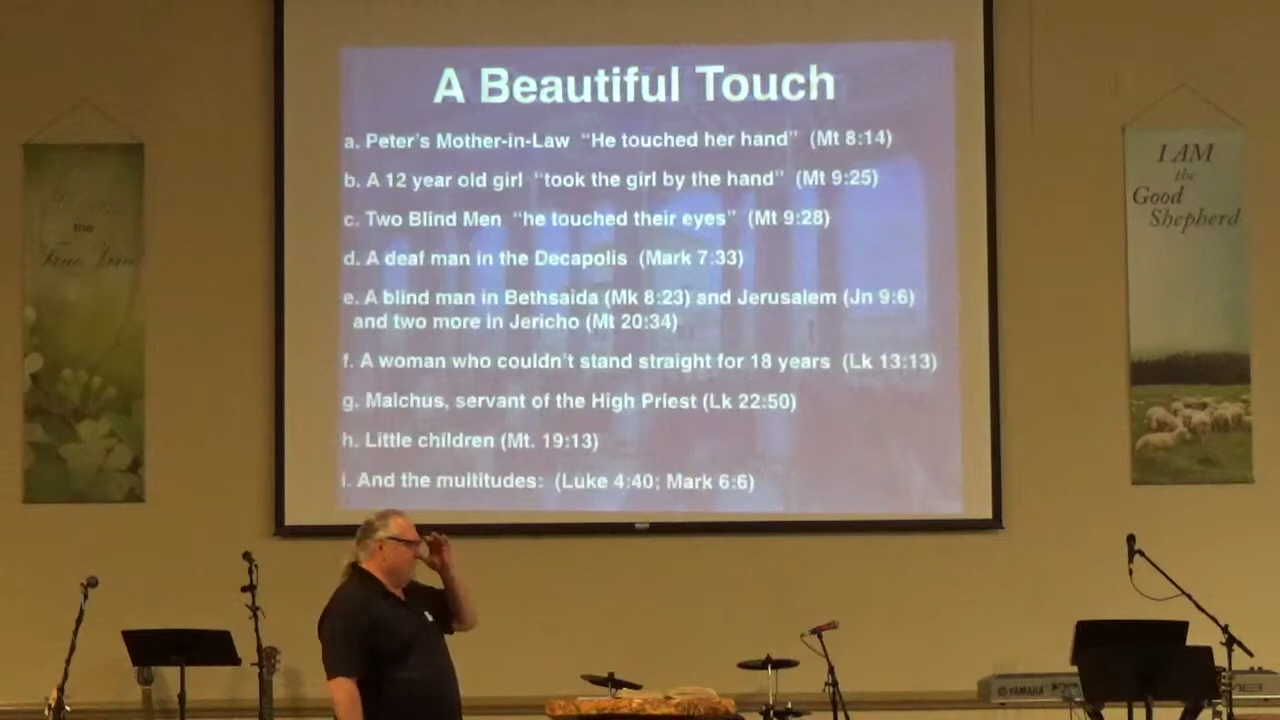 A Beautiful Touch
a. Peter's Mother-in-Law “He touched her hand” (Mt 8:14)
b. A 12 year old girl “took the girl by the hand” (Mt 9:25)
c. Two Blind Men “he touched their eyes” (Mt 9:28)
d. A deaf man in the Decapolis (Mark 7:33)
e. A blind man in Bethsaida (Mk 8:23) and Jerusalem (Jn 9:6)
and two more in Jericho (Mt 20:34)
f. A woman who couldn't stand straight for 18 years (Lk 13:13)
g. Malchus, servant of the High Priest (Lk 22:50)
h. Little children (Mt. 19:13)
i. And the multitudes: (Luke 4:40; Mark 6:6)
the
I AM
the
Good
Shepherd
YAMAHA